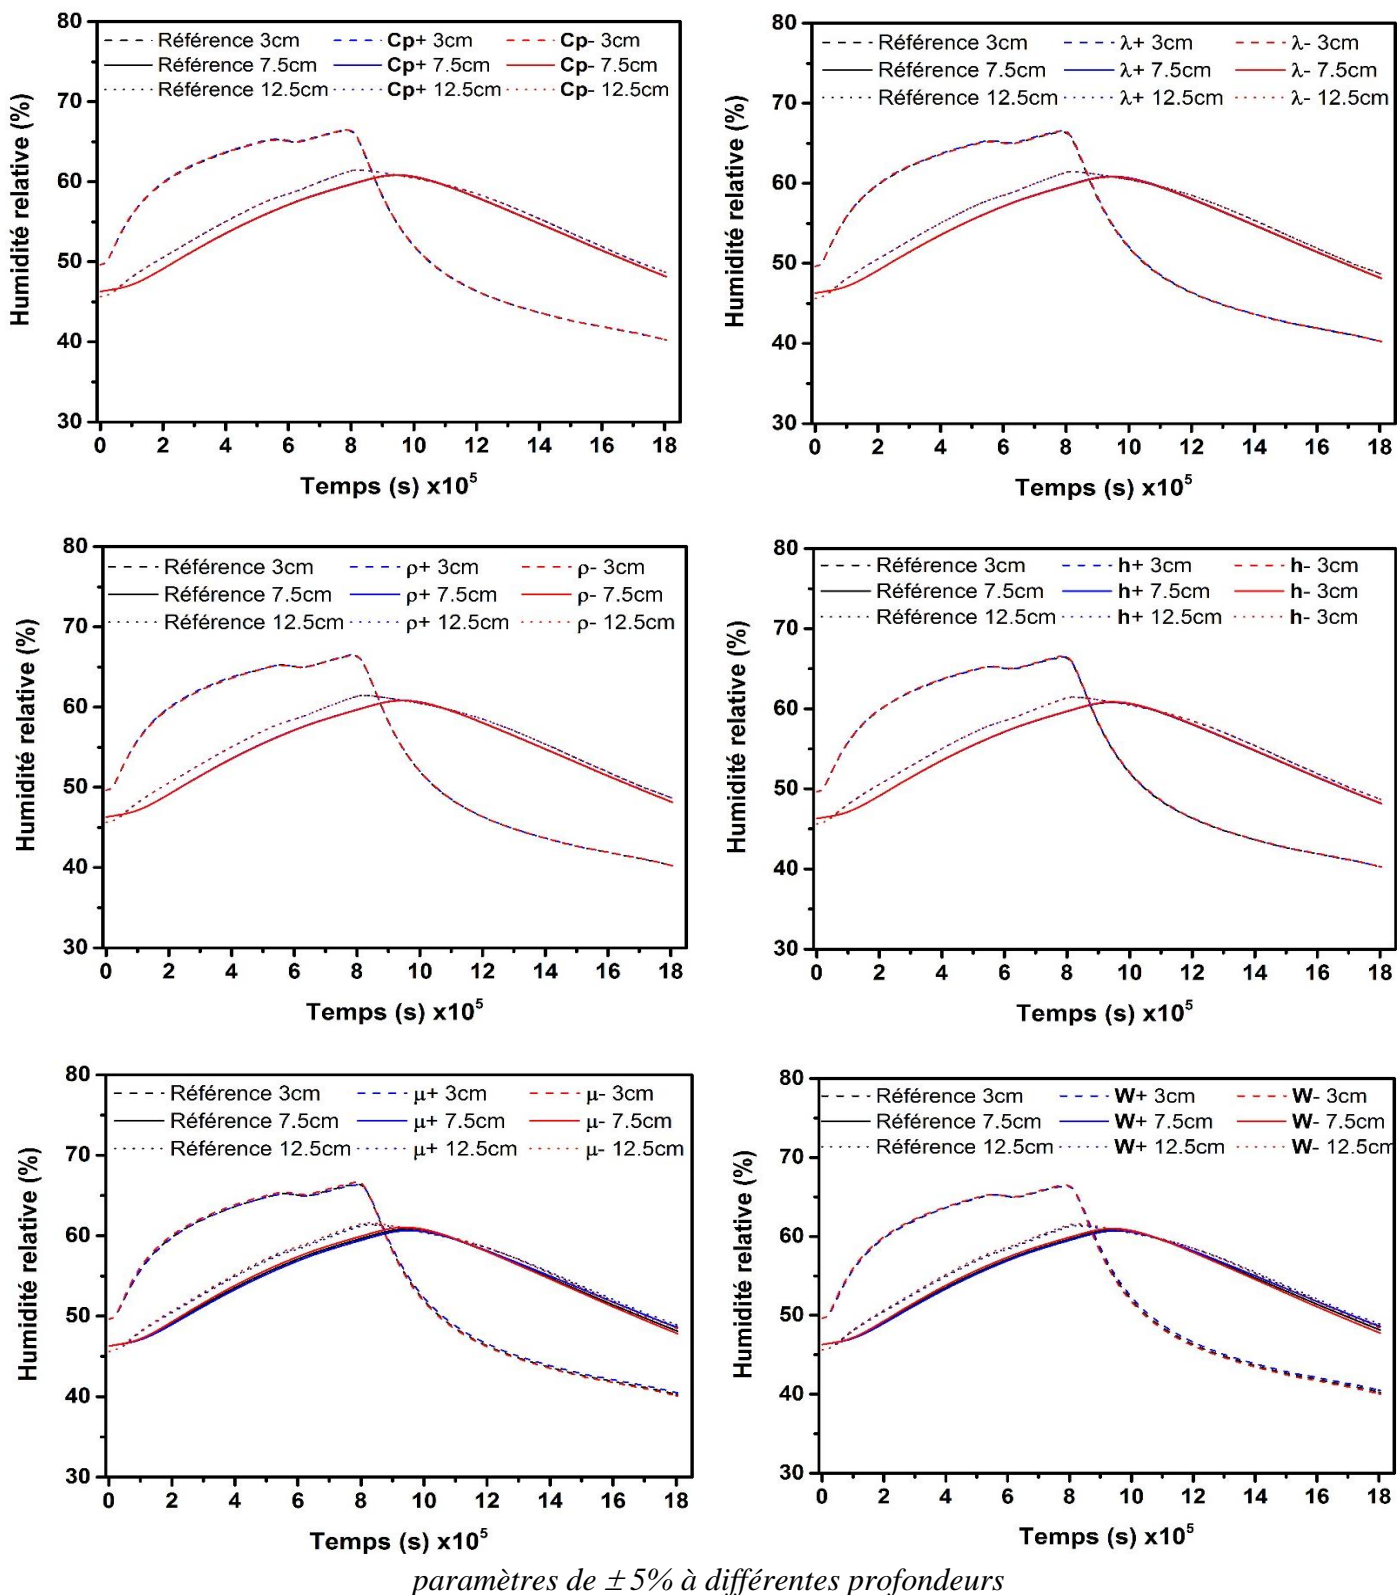 Référence 3cm Cp+ 3cm Cp- 3cm
Référence 7.5cm Cp+ 7.5cm Cp- 7.5cm
Référence 12.5cm Cp+ 12.5cm Cp- 12.5cm
Humidité relative (%)
80
70
60
50
40
30
0 2 4 6 8 10 12 14 16 18
Temps (s) x10⁵
Référence 3cm λ+ 3cm λ- 3cm
Référence 7.5cm λ+ 7.5cm λ- 7.5cm
Référence 12.5cm λ+ 12.5cm λ- 12.5cm
Humidité relative (%)
80
70
60
50
40
30
0 2 4 6 8 10 12 14 16 18
Temps (s) x10⁵
Référence 3cm ρ+ 3cm ρ- 3cm
Référence 7.5cm ρ+ 7.5cm ρ- 7.5cm
Référence 12.5cm ρ+ 12.5cm ρ- 12.5cm
Humidité relative (%)
80
70
60
50
40
30
0 2 4 6 8 10 12 14 16 18
Temps (s) x10⁵
Référence 3cm h+ 3cm h- 3cm
Référence 7.5cm h+ 7.5cm h- 3cm
Référence 12.5cm h+ 12.5cm h- 3cm
Humidité relative (%)
80
70
60
50
40
30
0 2 4 6 8 10 12 14 16 18
Temps (s) x10⁵
Référence 3cm μ+ 3cm μ- 3cm
Référence 7.5cm μ+ 7.5cm μ- 7.5cm
Référence 12.5cm μ+ 12.5cm μ- 12.5cm
Humidité relative (%)
80
70
60
50
40
30
0 2 4 6 8 10 12 14 16 18
Temps (s) x10⁵
Référence 3cm W+ 3cm W- 3cm
Référence 7.5cm W+ 7.5cm W- 7.5cm
Référence 12.5cm W+ 12.5cm W- 12.5cm
Humidité relative (%)
80
70
60
50
40
30
0 2 4 6 8 10 12 14 16 18
Temps (s) x10⁵
paramètres de ±5% à différentes profondeurs